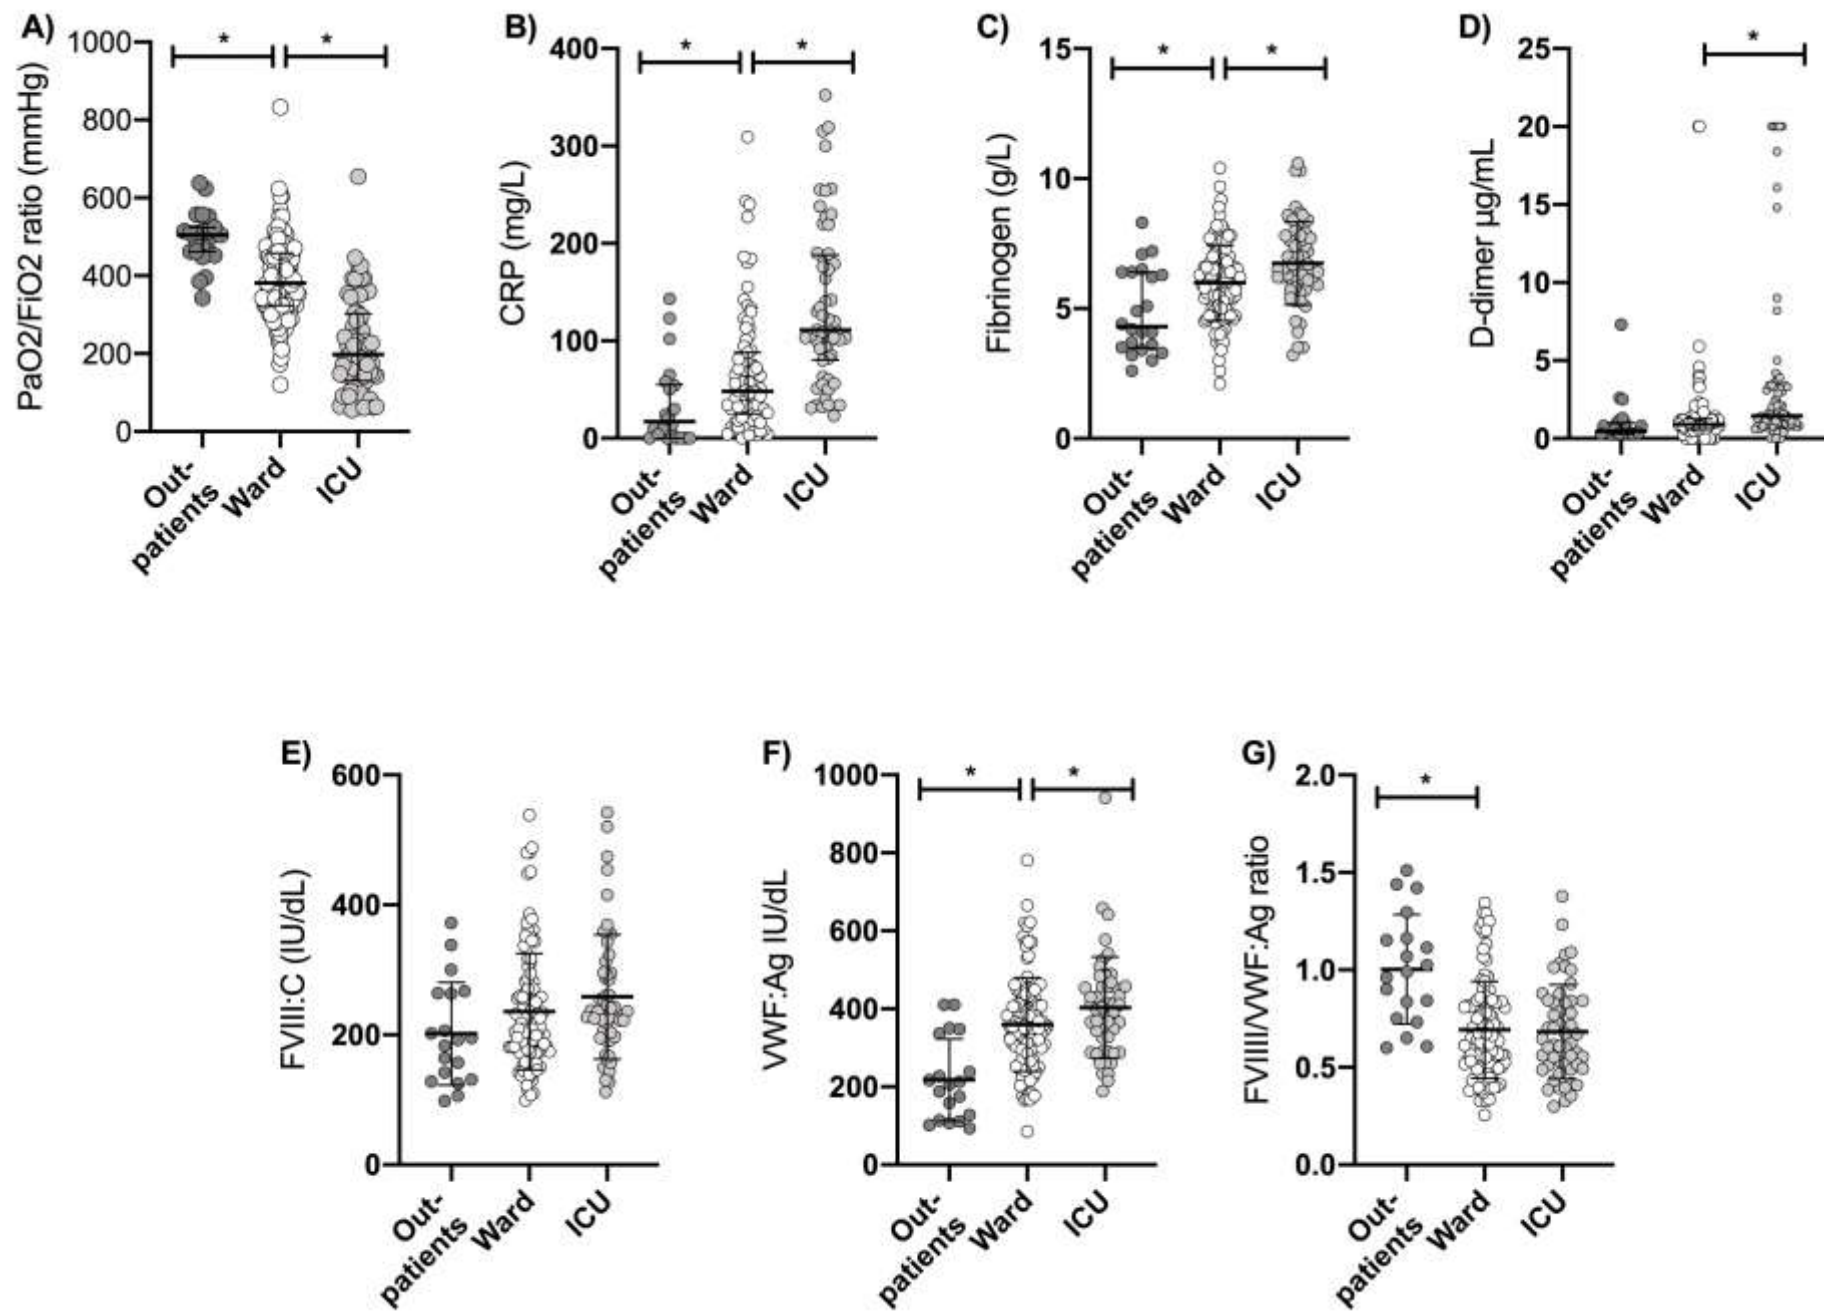 A)
PaO2/FiO2 ratio (mmHg)
1000
800
600
400
200
0
*
*
Out-
patients
Ward
ICU
B)
CRP (mg/L)
400
300
200
100
0
*
*
Out-
patients
Ward
ICU
C)
Fibrinogen (g/L)
15
10
5
0
*
*
Out-
patients
Ward
ICU
D)
D-dimer µg/mL
25
20
15
10
5
0
*
Out-
patients
Ward
ICU
E)
FVIII:C (IU/dL)
600
400
200
0
Out-
patients
Ward
ICU
F)
VWF:Ag IU/dL
1000
800
600
400
200
0
*
*
Out-
patients
Ward
ICU
G)
FVIIII/VWF:Ag ratio
2.0
1.5
1.0
0.5
0.0
*
Out-
patients
Ward
ICU